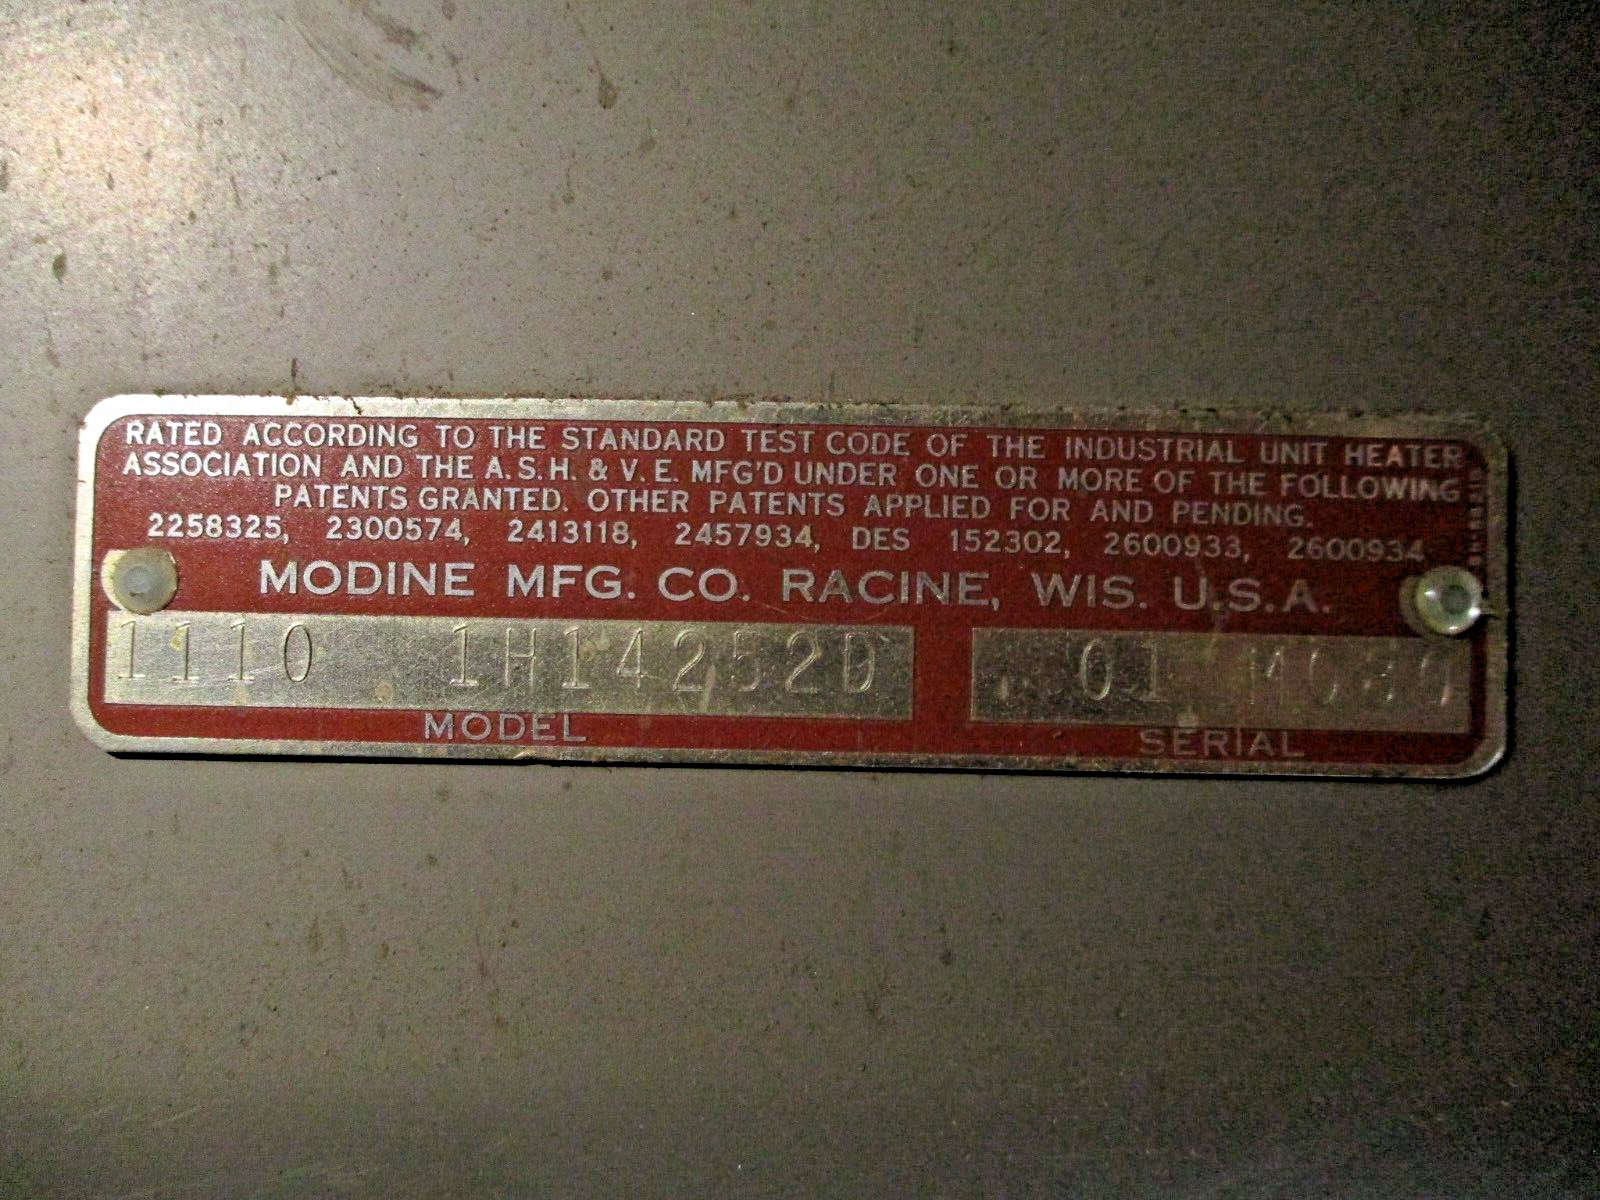 RATED ACCORDING TO THE STANDARD TEST CODE OF THE INDUSTRIAL UNIT HEATER
ASSOCIATION AND THE A.S.H. & V.E. MFG'D UNDER ONE OR MORE OF THE FOLLOWING
PATENTS GRANTED. OTHER PATENTS APPLIED FOR AND PENDING.
2258325, 2300574, 2413118, 2457934, DES 152302, 2600933, 2600934
MODINE MFG. CO. RACINE, WIS. U.S.A.
1110 1H14252D 01
MODEL SERIAL